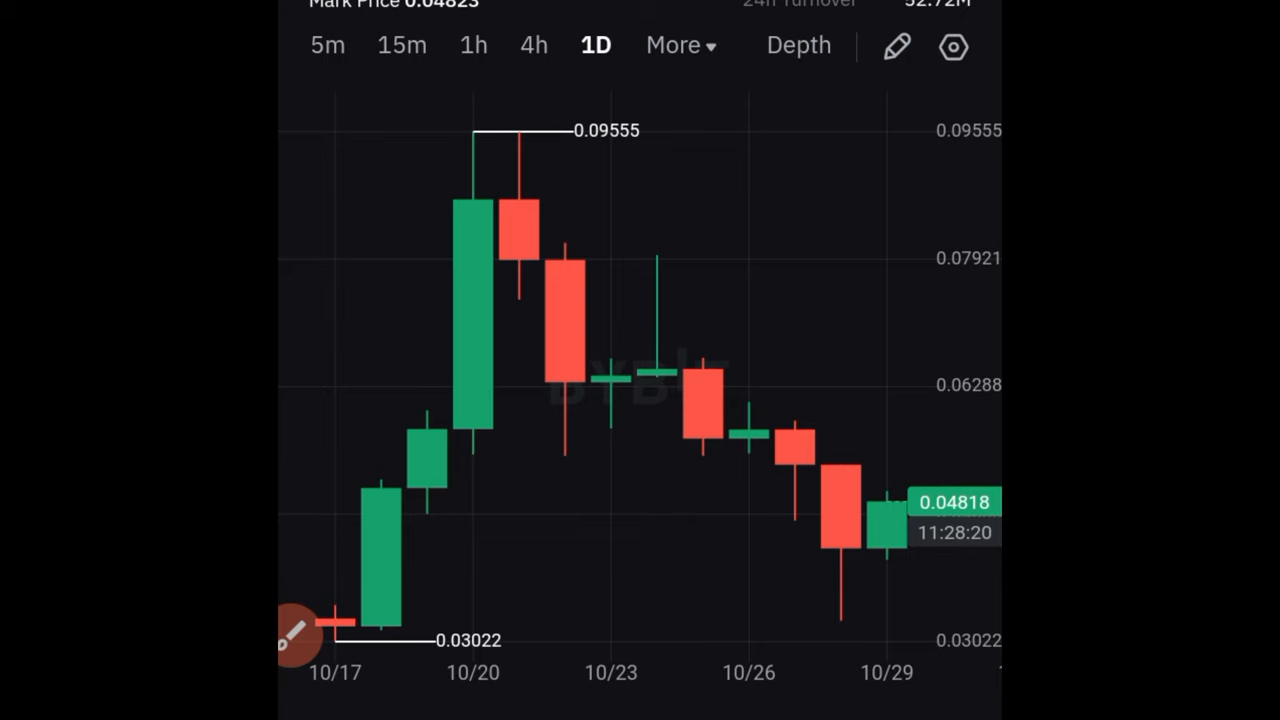 Mark Price 0.04823 24h Turnover 52.72M
5m 15m 1h 4h 1D More Depth
0.09555 0.09555
0.07921
BYBIT
0.06288
0.04818
11:28:20
0.03022 0.03022
10/17 10/20 10/23 10/26 10/29